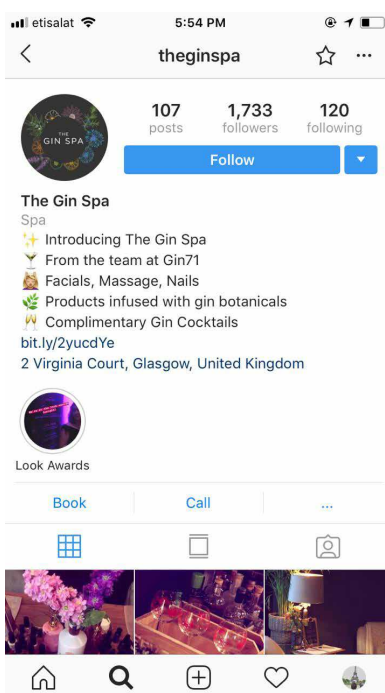 etisalat 5:54 PM
theginspa
THE
GIN SPA
107 1,733 120
posts followers following
Follow
The Gin Spa
Spa
Introducing The Gin Spa
From the team at Gin71
Facials, Massage, Nails
Products infused with gin botanicals
Complimentary Gin Cocktails
bit.ly/2yucdYe
2 Virginia Court, Glasgow, United Kingdom
Look Awards
Book Call ...